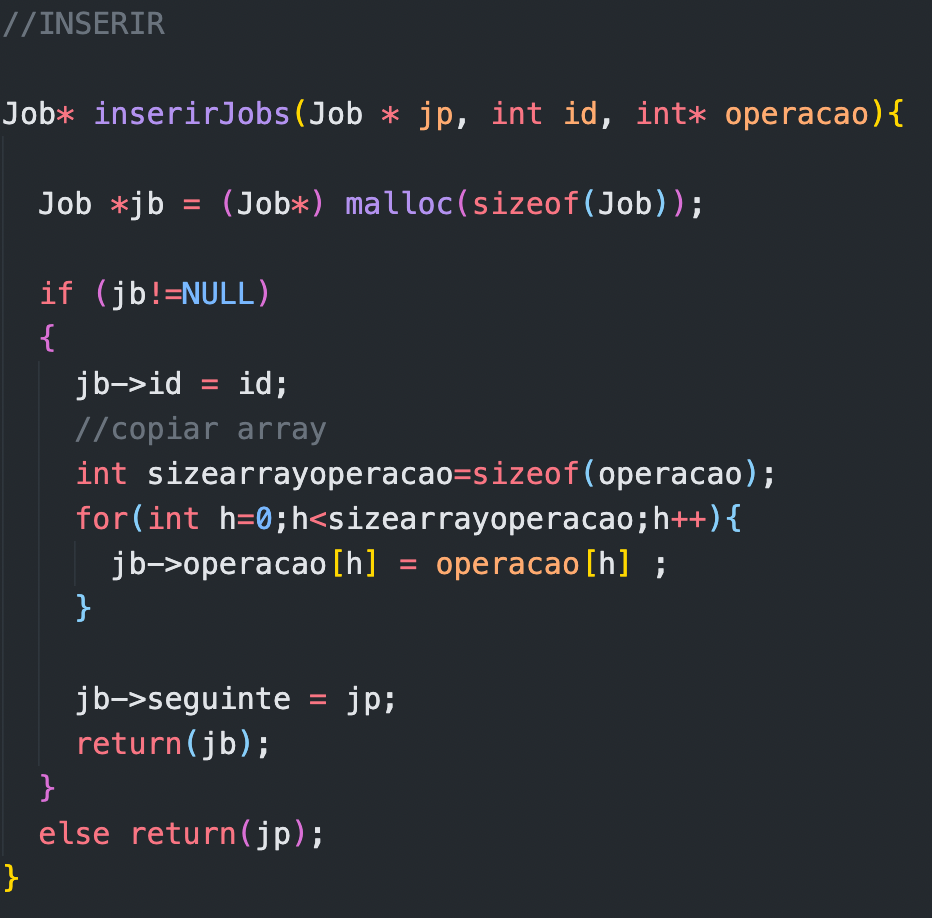 //INSERIR
Job* inserirJobs(Job * jp, int id, int* operacao){
Job *jb = (Job*) malloc(sizeof(Job));
if (jb!=NULL)
{
jb->id = id;
//copiar array
int sizearrayoperacao=sizeof(operacao);
for(int h=0;h<sizearrayoperacao;h++){
jb->operacao[h] = operacao[h] ;
}
jb->seguinte = jp;
return(jb);
}
else return(jp);
}